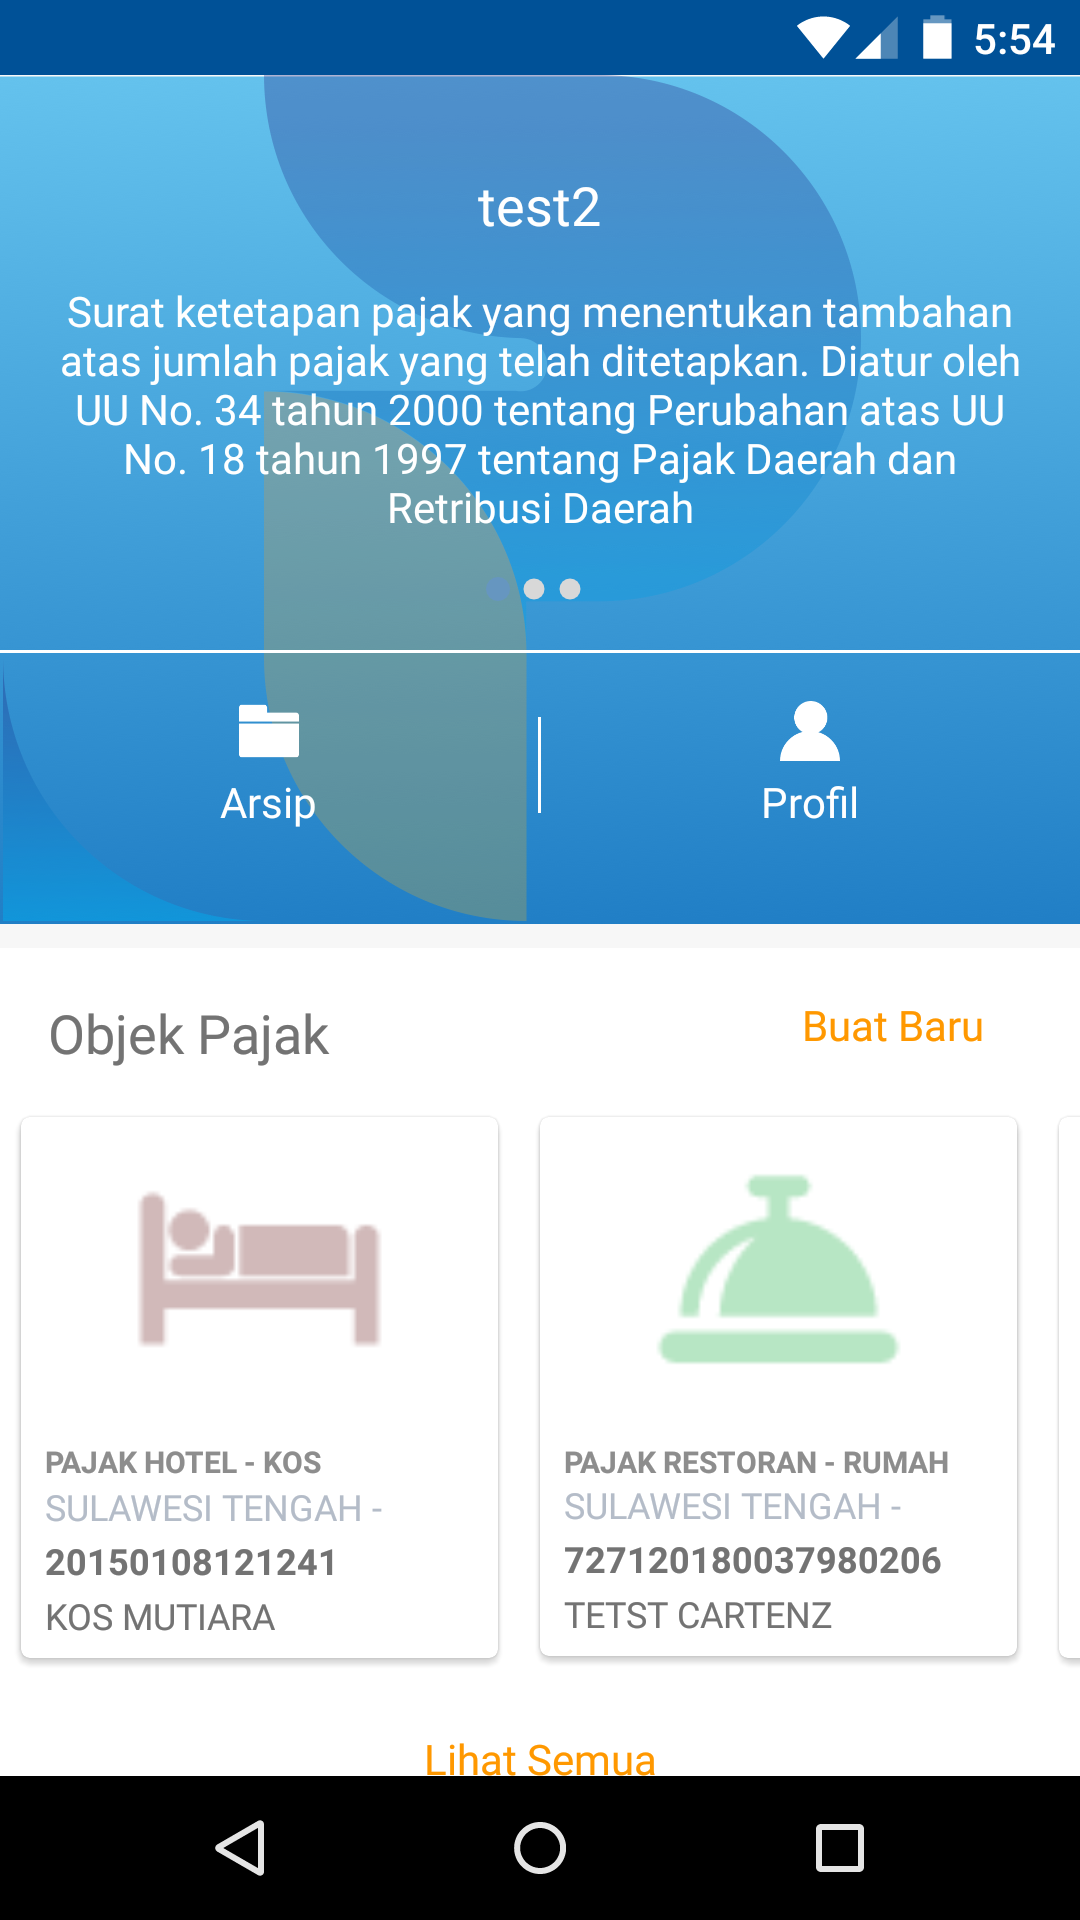 5:54
test2
Surat ketetapan pajak yang menentukan tambahan
atas jumlah pajak yang telah ditetapkan. Diatur oleh
UU No. 34 tahun 2000 tentang Perubahan atas UU
No. 18 tahun 1997 tentang Pajak Daerah dan
Retribusi Daerah
Arsip
Profil
Objek Pajak
Buat Baru
PAJAK HOTEL - KOS
SULAWESI TENGAH -
20150108121241
KOS MUTIARA
PAJAK RESTORAN - RUMAH
SULAWESI TENGAH -
727120180037980206
TETST CARTENZ
Lihat Semua